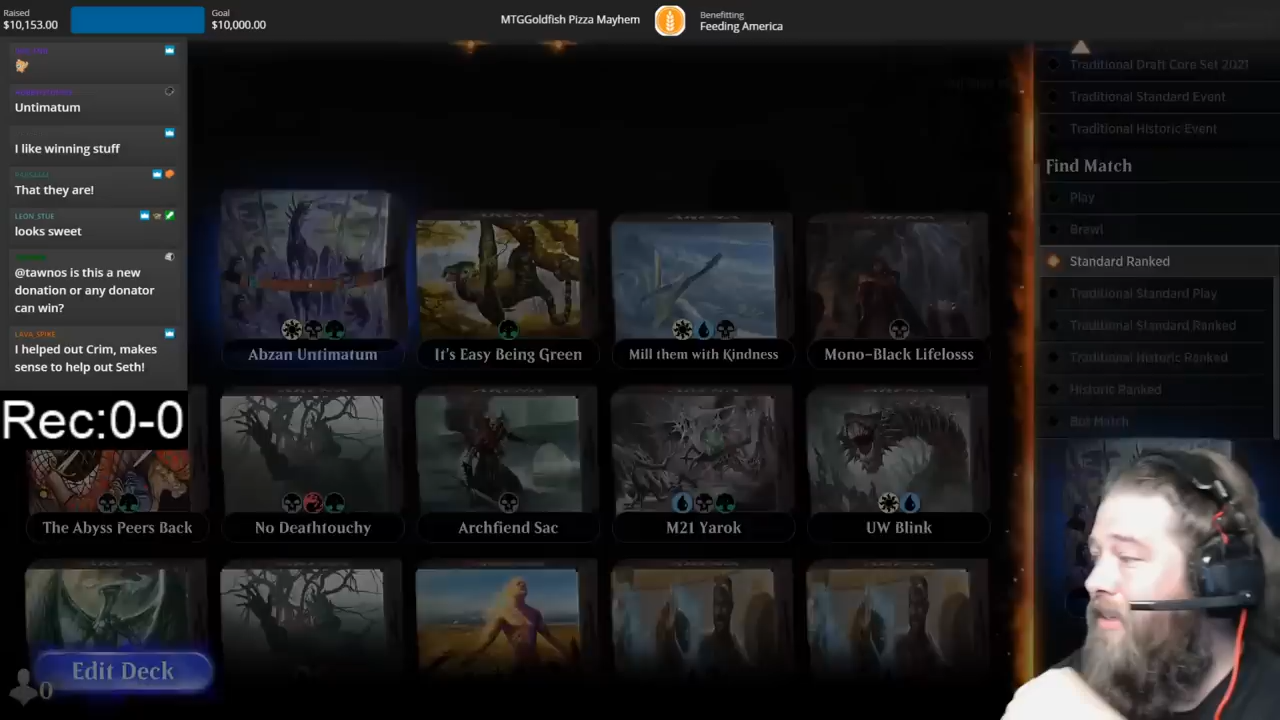 Raised
$10,153.00
Goal
$10,000.00
MTGGoldfish Pizza Mayhem
Benefitting
Feeding America
Untimatum
I like winning stuff
That they are!
LEON_STUE
looks sweet
@tawnos is this a new
donation or any donator
can win?
LAVA_SPIKE
I helped out Crim, makes
sense to help out Seth!
Rec:0-0
Abzan Untimatum
It's Easy Being Green
Mill them with Kindness
Mono-Black Lifelosss
The Abyss Peers Back
No Deathtouchy
Archfiend Sac
M21 Yarok
UW Blink
Edit Deck
0
Traditional Draft Core Set 2021
Traditional Standard Event
Traditional Historic Event
Find Match
Play
Brawl
Standard Ranked
Traditional Standard Play
Traditional Standard Ranked
Traditional Historic Ranked
Historic Ranked
Bot Match